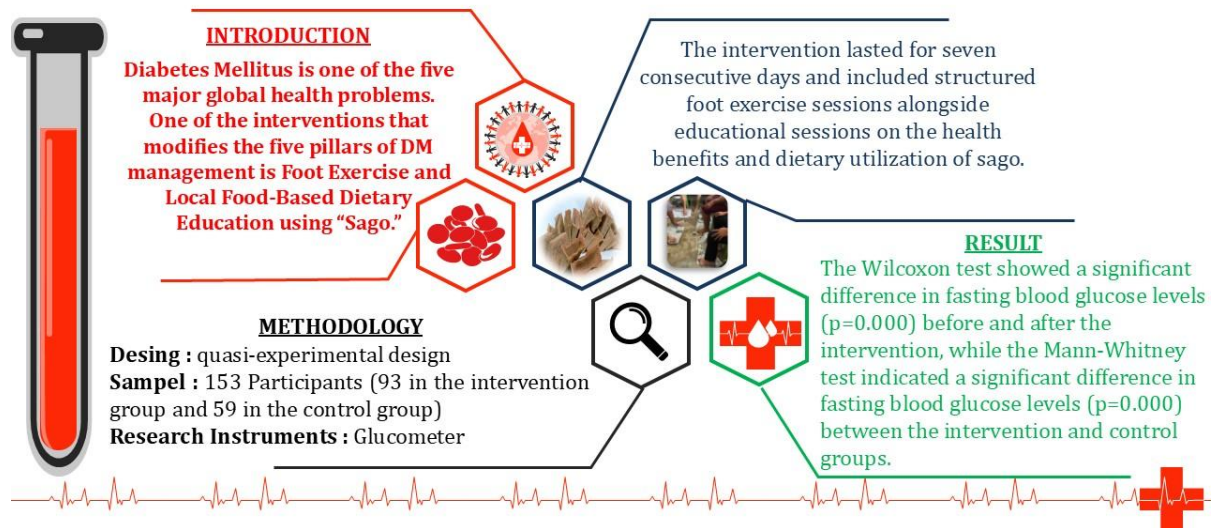 INTRODUCTION
Diabetes Mellitus is one of the five
major global health problems.
One of the interventions that
modifies the five pillars of DM
management is Foot Exercise and
Local Food-Based Dietary
Education using “Sago.”
The intervention lasted for seven
consecutive days and included structured
foot exercise sessions alongside
educational sessions on the health
benefits and dietary utilization of sago.
METHODOLOGY
Desing : quasi-experimental design
Sampel : 153 Participants (93 in the intervention
group and 59 in the control group)
Research Instruments : Glucometer
RESULT
The Wilcoxon test showed a significant
difference in fasting blood glucose levels
(p=0.000) before and after the
intervention, while the Mann-Whitney
test indicated a significant difference in
fasting blood glucose levels (p=0.000)
between the intervention and control
groups.